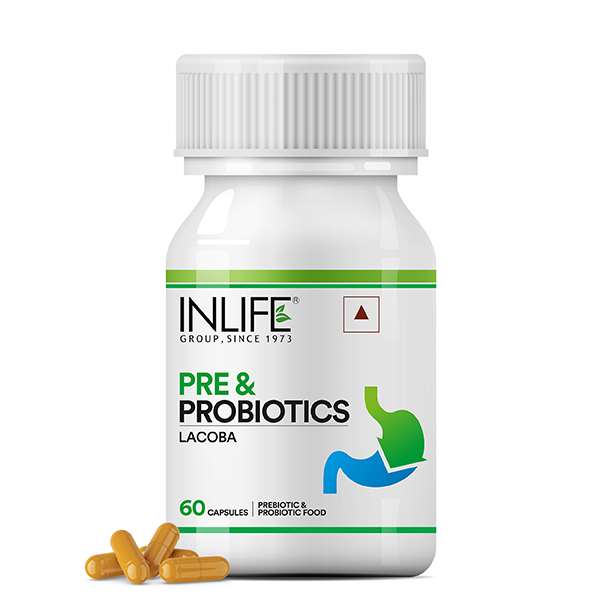 INLIFE®
GROUP, SINCE 1973
PRE &
PROBIOTICS
LACOBA
60 CAPSULES
PREBIOTIC &
PROBIOTIC FOOD